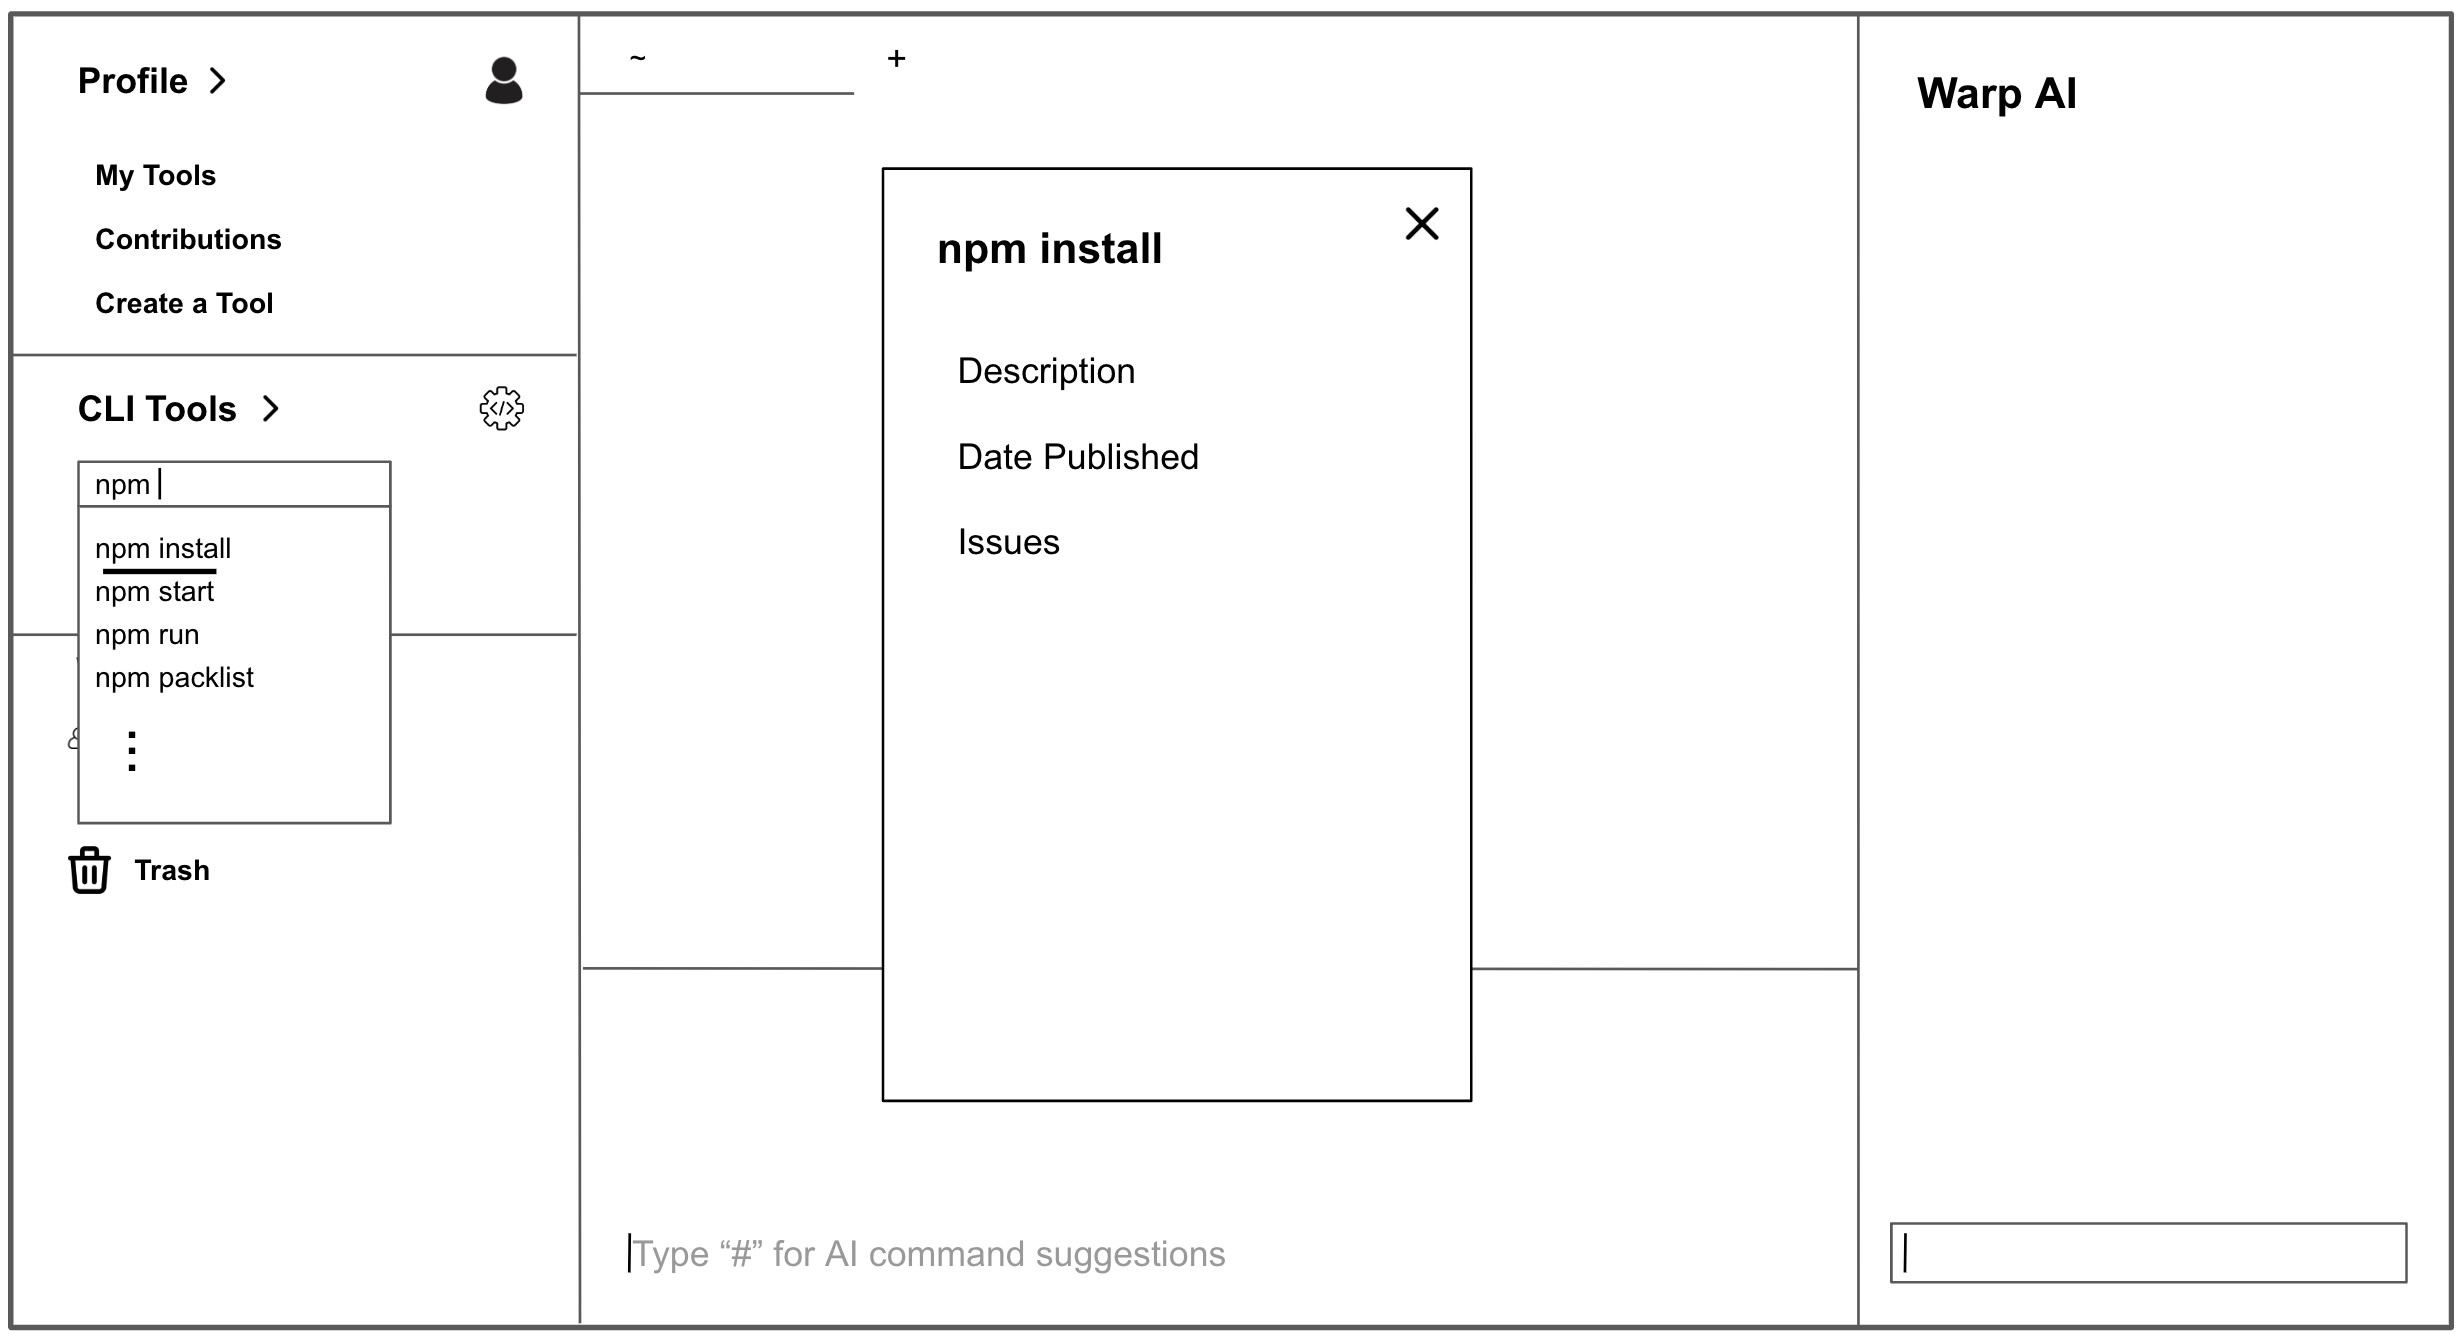 Profile
My Tools
Contributions
Create a Tool
CLI Tools
</>
npm
npm install
npm start
npm run
npm packlist
Trash
~
+
npm install
Description
Date Published
Issues
Type “#” for AI command suggestions
Warp AI